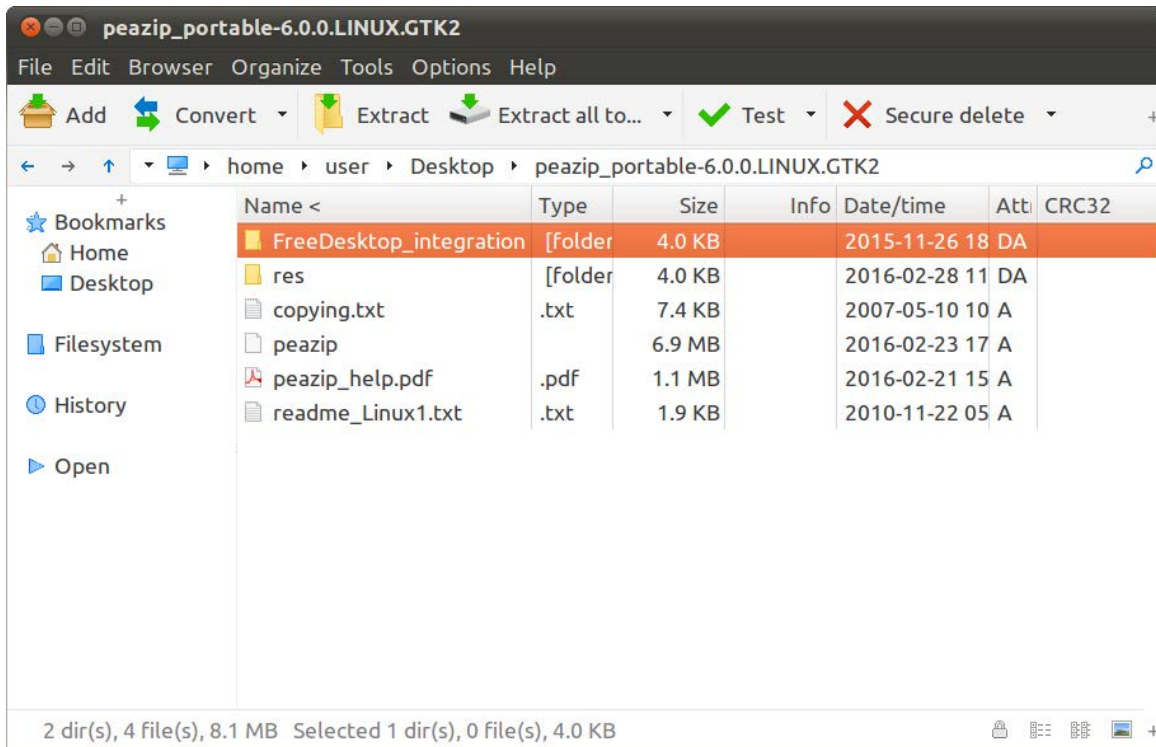 peazip_portable-6.0.0.LINUX.GTK2
File Edit Browser Organize Tools Options Help
Add Convert Extract Extract all to... Test Secure delete +
home user Desktop peazip_portable-6.0.0.LINUX.GTK2
+
Bookmarks
Home
Desktop
Filesystem
History
Open
Name < Type Size Info Date/time Att CRC32
FreeDesktop_integration [folder 4.0 KB 2015-11-26 18 DA
res [folder 4.0 KB 2016-02-28 11 DA
copying.txt .txt 7.4 KB 2007-05-10 10 A
peazip 6.9 MB 2016-02-23 17 A
peazip_help.pdf .pdf 1.1 MB 2016-02-21 15 A
readme_Linux1.txt .txt 1.9 KB 2010-11-22 05 A
2 dir(s), 4 file(s), 8.1 MB Selected 1 dir(s), 0 file(s), 4.0 KB +